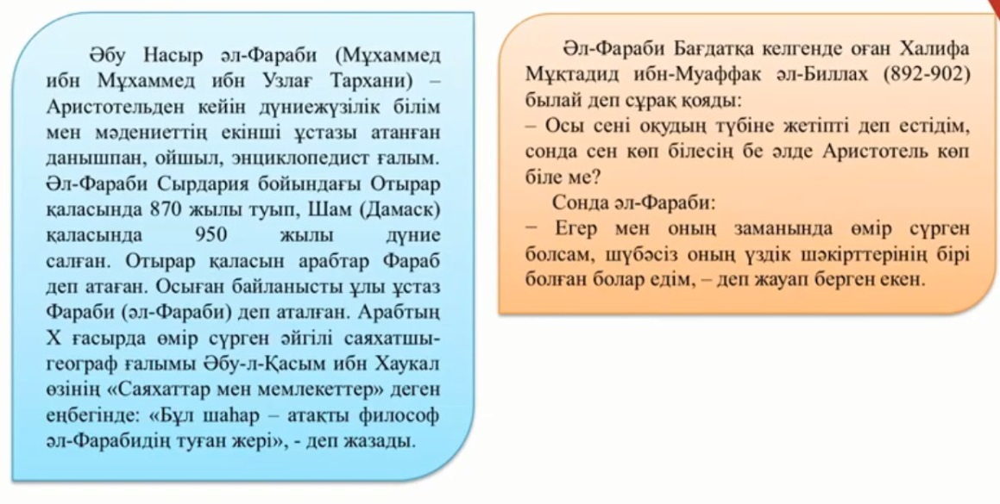 Әбу Насыр әл-Фараби (Мұхаммед
ибн Мұхаммед ибн Узлағ Тархани) –
Аристотельден кейін дүниежүзілік білім
мен мәдениеттің екінші ұстазы атанған
данышпан, ойшыл, энциклопедист ғалым.
Әл-Фараби Сырдария бойындағы Отырар
қаласында 870 жылы туып, Шам (Дамаск)
қаласында 950 жылы дүние
салған. Отырар қаласын арабтар Фараб
деп атаған. Осыған байланысты ұлы ұстаз
Фараби (әл-Фараби) деп аталған. Арабтың
X ғасырда өмір сүрген әйгілі саяхатшы-
географ ғалымы Әбу-л-Қасым ибн Хаукал
өзінің «Саяхаттар мен мемлекеттер» деген
еңбегінде: «Бұл шаһар – атақты философ
әл-Фарабидің туған жері», - деп жазады.
Әл-Фараби Бағдатқа келгенде оған Халифа
Мұқтадид ибн-Муаффак әл-Биллах (892-902)
былай деп сұрақ қояды:
– Осы сені оқудың түбіне жетіпті деп естідім,
сонда сен көп білесің бе әлде Аристотель көп
біле ме?
Сонда әл-Фараби:
– Егер мен оның заманында өмір сүрген
болсам, шүбәсіз оның үздік шәкірттерінің бірі
болған болар едім, – деп жауап берген екен.